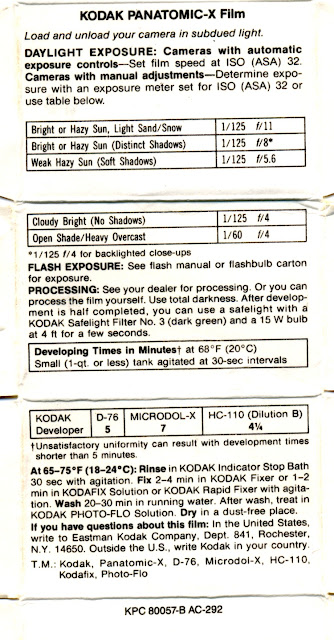 KODAK PANATOMIC-X Film
Load and unload your camera in subdued light.
DAYLIGHT EXPOSURE: Cameras with automatic
exposure controls—Set film speed at ISO (ASA) 32.
Cameras with manual adjustments—Determine expo-
sure with an exposure meter set for ISO (ASA) 32 or
use table below.
Bright or Hazy Sun, Light Sand/Snow 1/125 f/11
Bright or Hazy Sun (Distinct Shadows) 1/125 f/8*
Weak Hazy Sun (Soft Shadows) 1/125 f/5.6
Cloudy Bright (No Shadows) 1/125 f/4
Open Shade/Heavy Overcast 1/60 f/4
*1/125 f/4 for backlighted close-ups
FLASH EXPOSURE: See flash manual or flashbulb carton
for exposure.
PROCESSING: See your dealer for processing. Or you can
process the film yourself. Use total darkness. After develop-
ment is half completed, you can use a safelight with a
KODAK Safelight Filter No. 3 (dark green) and a 15 W bulb
at 4 ft for a few seconds.
Developing Times in Minutes† at 68°F (20°C)
Small (1-qt. or less) tank agitated at 30-sec intervals
KODAK D-76 MICRODOL-X HC-110 (Dilution B)
Developer 5 7 4¼
†Unsatisfactory uniformity can result with development times
shorter than 5 minutes.
At 65–75°F (18–24°C): Rinse in KODAK Indicator Stop Bath
30 sec with agitation. Fix 2–4 min in KODAK Fixer or 1–2
min in KODAFIX Solution or KODAK Rapid Fixer with agita-
tion. Wash 20–30 min in running water. After wash, treat in
KODAK PHOTO-FLO Solution. Dry in a dust-free place.
If you have questions about this film: In the United States,
write to Eastman Kodak Company, Dept. 841, Rochester,
N.Y. 14650. Outside the U.S., write Kodak in your country.
T.M.: Kodak, Panatomic-X, D-76, Microdol-X, HC-110,
Kodafix, Photo-Flo
KPC 80057-B AC-292